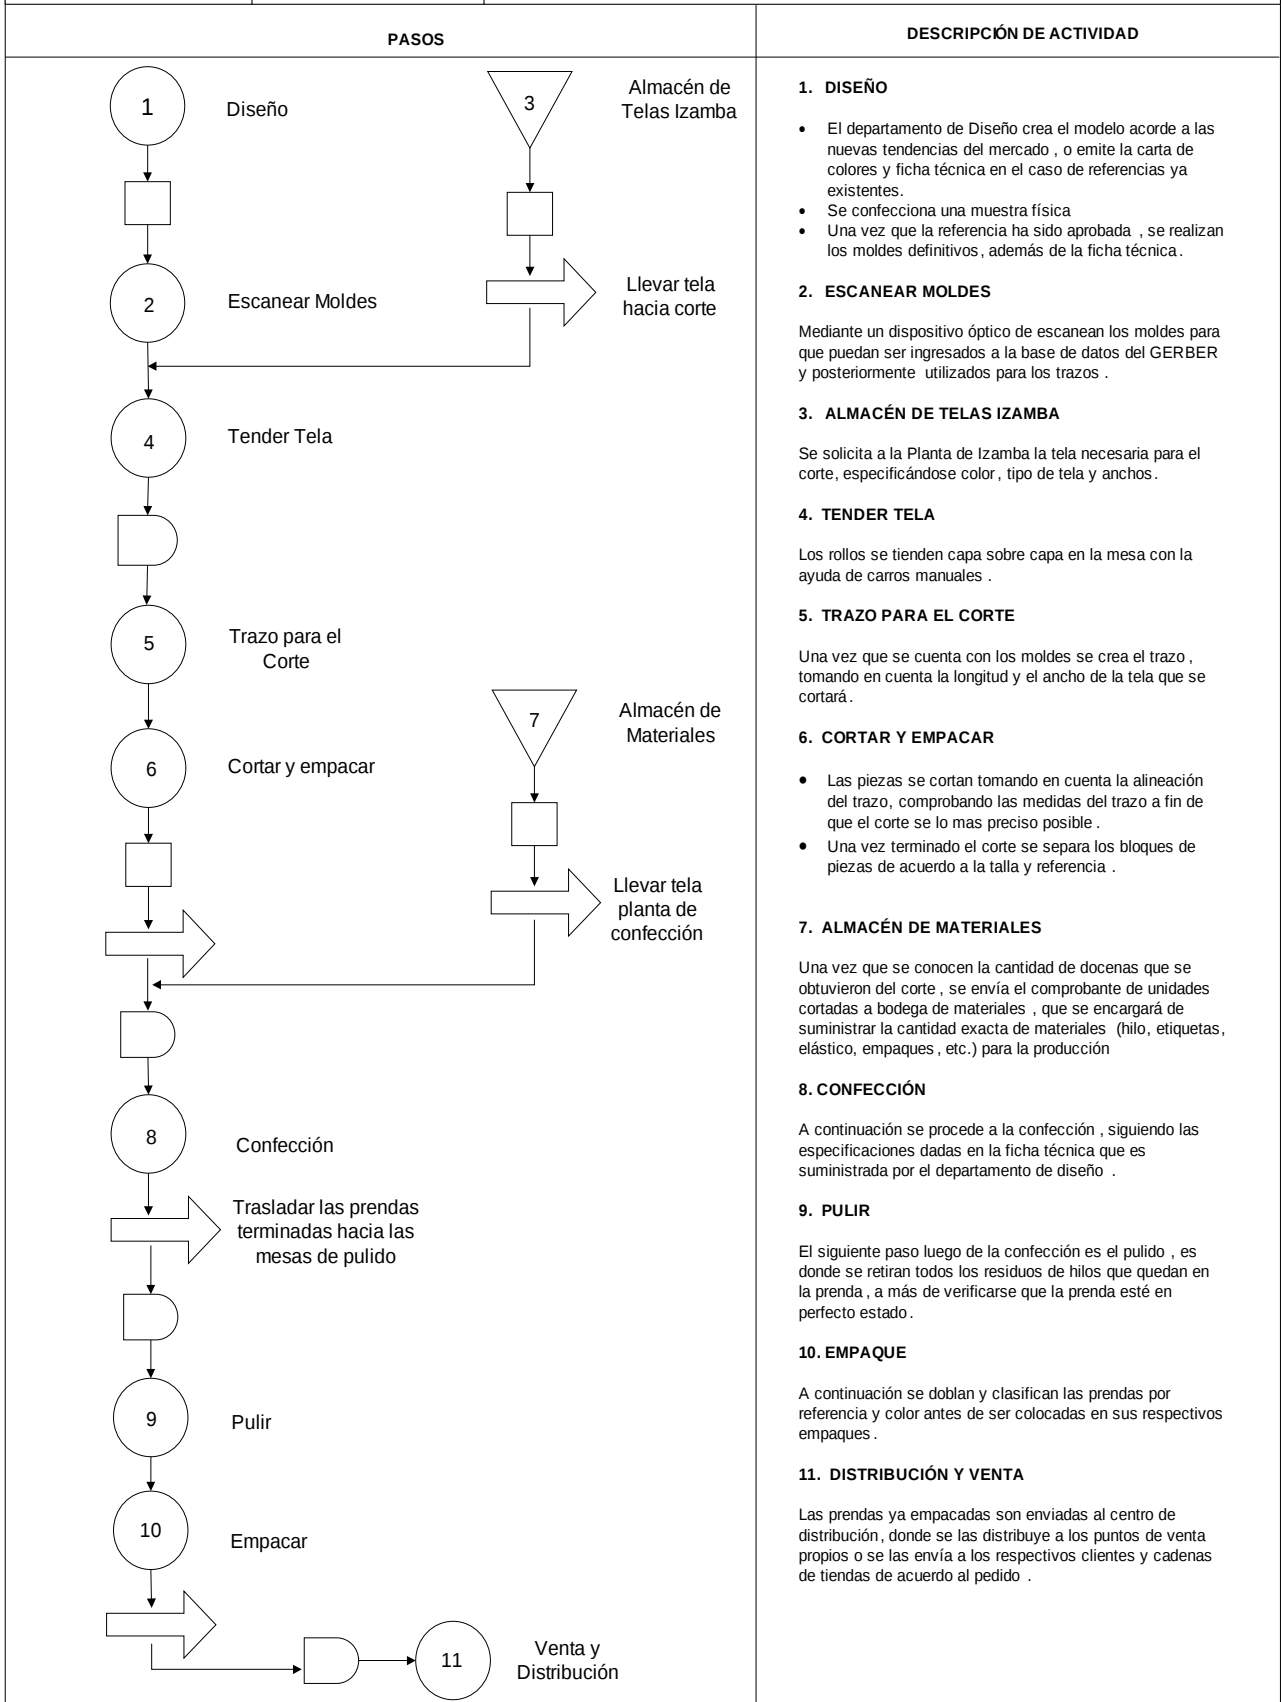 PASOS
DESCRIPCIÓN DE ACTIVIDAD
1
Diseño
3
Almacén de
Telas Izamba
2
Escanear Moldes
Llevar tela
hacia corte
4
Tender Tela
5
Trazo para el
Corte
7
Almacén de
Materiales
6
Cortar y empacar
Llevar tela
planta de
confección
8
Confección
Trasladar las prendas
terminadas hacia las
mesas de pulido
9
Pulir
10
Empacar
11
Venta y
Distribución
1. DISEÑO
• El departamento de Diseño crea el modelo acorde a las
nuevas tendencias del mercado , o emite la carta de
colores y ficha técnica en el caso de referencias ya
existentes.
• Se confecciona una muestra física
• Una vez que la referencia ha sido aprobada , se realizan
los moldes definitivos, además de la ficha técnica.
2. ESCANEAR MOLDES
Mediante un dispositivo óptico de escanean los moldes para
que puedan ser ingresados a la base de datos del GERBER
y posteriormente utilizados para los trazos .
3. ALMACÉN DE TELAS IZAMBA
Se solicita a la Planta de Izamba la tela necesaria para el
corte, especificándose color, tipo de tela y anchos.
4. TENDER TELA
Los rollos se tienden capa sobre capa en la mesa con la
ayuda de carros manuales .
5. TRAZO PARA EL CORTE
Una vez que se cuenta con los moldes se crea el trazo ,
tomando en cuenta la longitud y el ancho de la tela que se
cortará.
6. CORTAR Y EMPACAR
• Las piezas se cortan tomando en cuenta la alineación
del trazo, comprobando las medidas del trazo a fin de
que el corte se lo mas preciso posible .
• Una vez terminado el corte se separa los bloques de
piezas de acuerdo a la talla y referencia .
7. ALMACÉN DE MATERIALES
Una vez que se conocen la cantidad de docenas que se
obtuvieron del corte , se envía el comprobante de unidades
cortadas a bodega de materiales , que se encargará de
suministrar la cantidad exacta de materiales (hilo, etiquetas,
elástico, empaques, etc.) para la producción
8. CONFECCIÓN
A continuación se procede a la confección , siguiendo las
especificaciones dadas en la ficha técnica que es
suministrada por el departamento de diseño .
9. PULIR
El siguiente paso luego de la confección es el pulido , es
donde se retiran todos los residuos de hilos que quedan en
la prenda , a más de verificarse que la prenda esté en
perfecto estado.
10. EMPAQUE
A continuación se doblan y clasifican las prendas por
referencia y color antes de ser colocadas en sus respectivos
empaques.
11. DISTRIBUCIÓN Y VENTA
Las prendas ya empacadas son enviadas al centro de
distribución, donde se las distribuye a los puntos de venta
propios o se las envía a los respectivos clientes y cadenas
de tiendas de acuerdo al pedido .